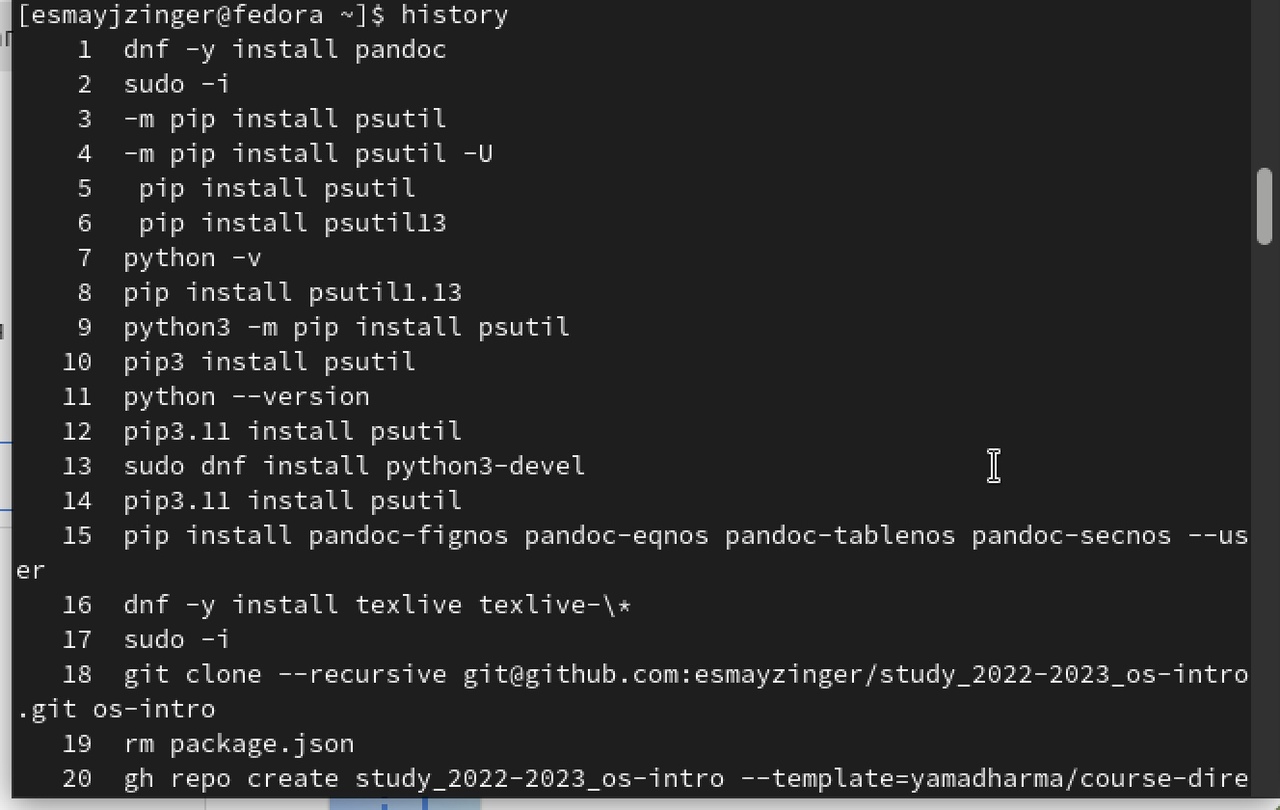 [esmayjzinger@fedora ~]$ history
1 dnf -y install pandoc
2 sudo -i
3 -m pip install psutil
4 -m pip install psutil -U
5 pip install psutil
6 pip install psutil13
7 python -v
8 pip install psutil1.13
9 python3 -m pip install psutil
10 pip3 install psutil
11 python --version
12 pip3.11 install psutil
13 sudo dnf install python3-devel
14 pip3.11 install psutil
15 pip install pandoc-fignos pandoc-eqnos pandoc-tablenos pandoc-secnos --us
er
16 dnf -y install texlive texlive-\*
17 sudo -i
18 git clone --recursive git@github.com:esmayzinger/study_2022-2023_os-intro
.git os-intro
19 rm package.json
20 gh repo create study_2022-2023_os-intro --template=yamadharma/course-dire